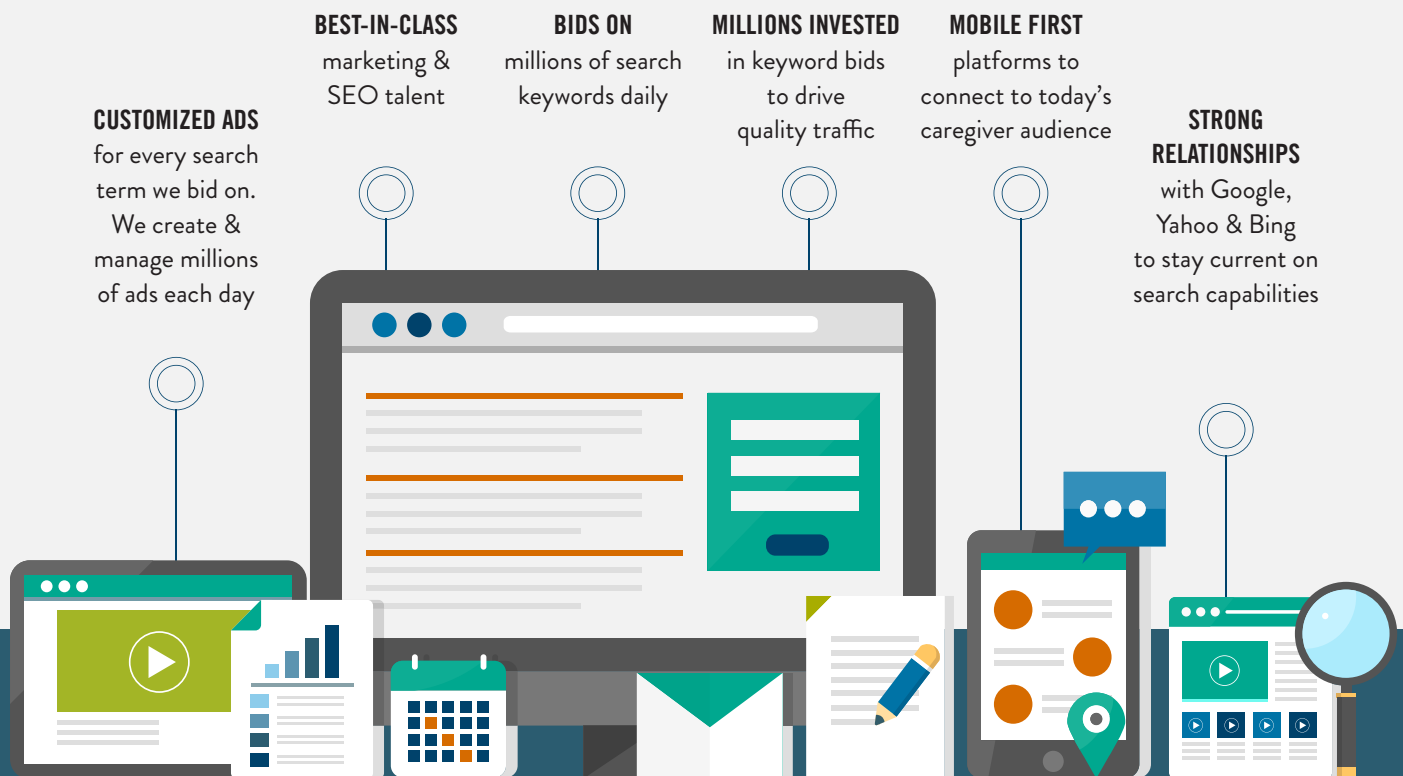 CUSTOMIZED ADS
for every search
term we bid on.
We create &
manage millions
of ads each day
BEST-IN-CLASS
marketing &
SEO talent
BIDS ON
millions of search
keywords daily
MILLIONS INVESTED
in keyword bids
to drive
quality traffic
MOBILE FIRST
platforms to
connect to today’s
caregiver audience
STRONG
RELATIONSHIPS
with Google,
Yahoo & Bing
to stay current on
search capabilities